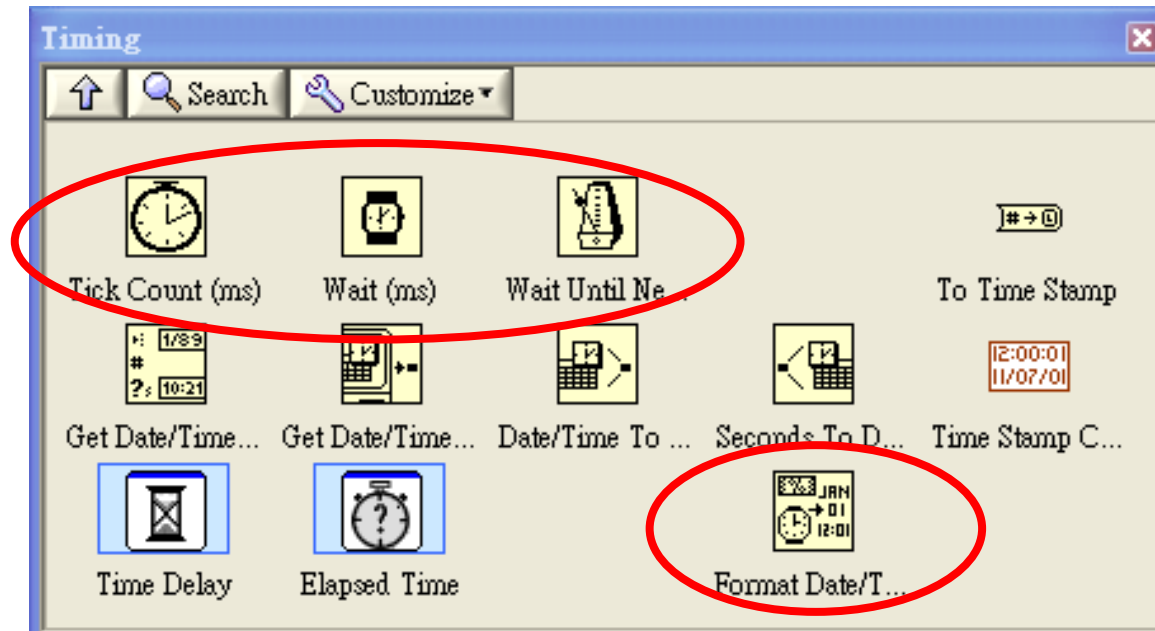 Timing
Search Customize
Tick Count (ms) Wait (ms) Wait Until Ne... To Time Stamp
1/89
#
?: 10:21
12:00:01
11/07/01
Get Date/Time... Get Date/Time... Date/Time To ... Seconds To D... Time Stamp C...
?
JAN
01
12:01
Time Delay Elapsed Time Format Date/T...